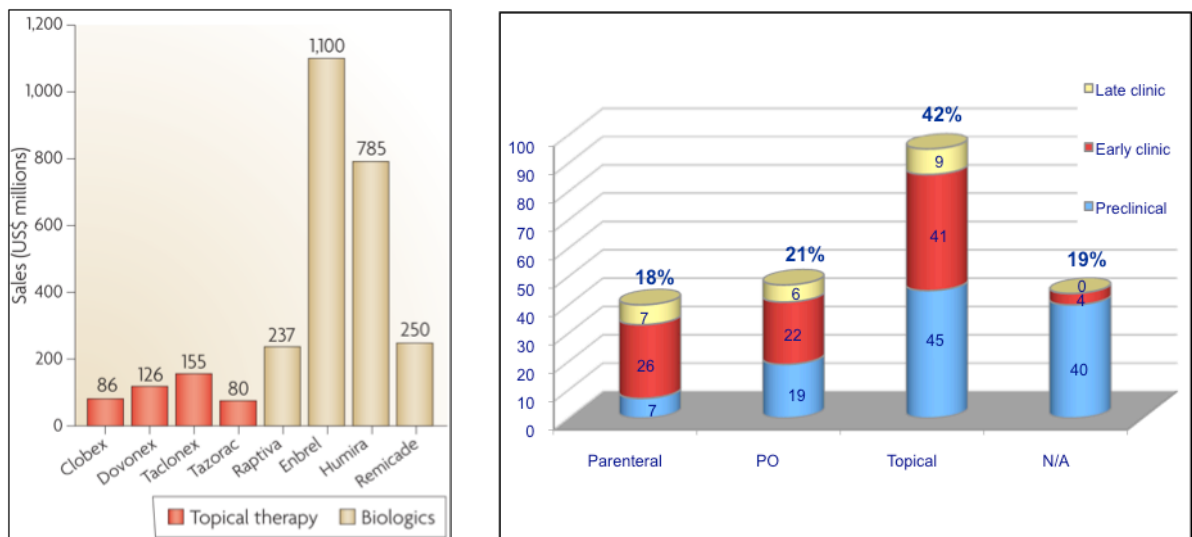 1,200
1,100
1,000
800
785
600
400
200
0
Sales (US$ millions)
86
126
155
80
237
250
Clobex
Dovonex
Taclonex
Tazorac
Raptiva
Enbrel
Humira
Remicade
Topical therapy
Biologics
Late clinic
Early clinic
Preclinical
100
90
80
70
60
50
40
30
20
10
0
18%
7
26
7
21%
6
22
19
42%
9
41
45
19%
0
4
40
Parenteral
PO
Topical
N/A